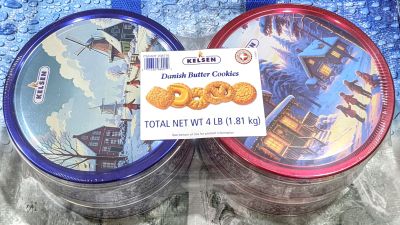 KELSEN
KELSEN
Danish Butter Cookies
TOTAL NET WT 4 LB (1.81 kg)